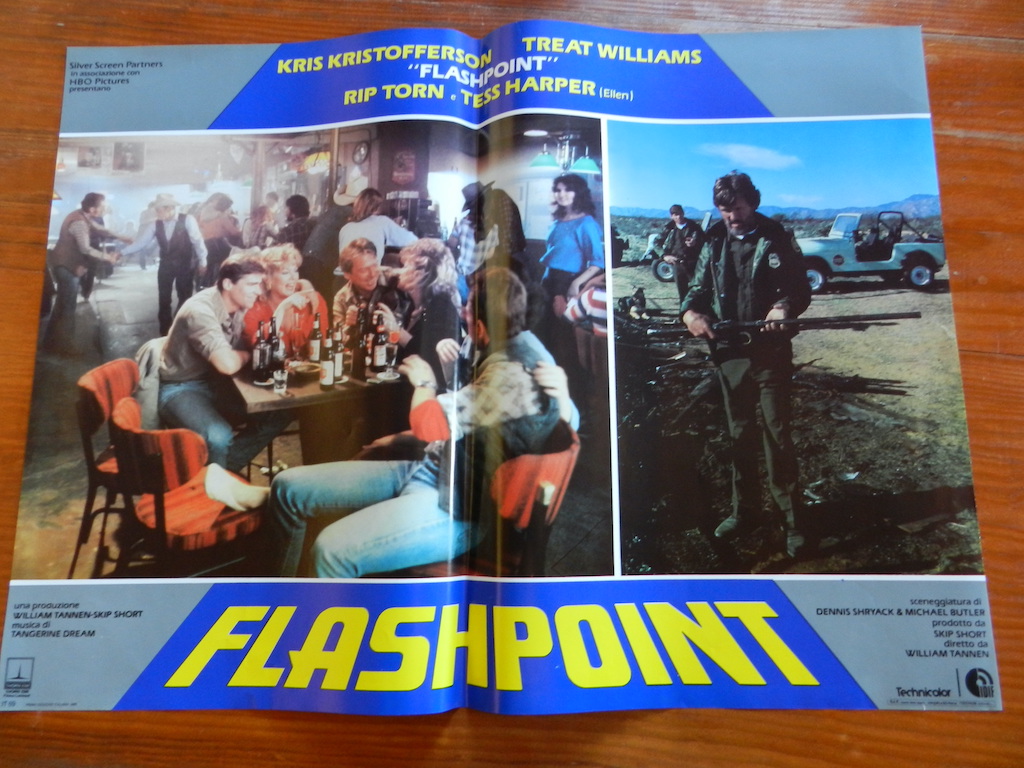 Silver Screen Partners
in associazione con
HBO Pictures
presentano
KRIS KRISTOFFERSON TREAT WILLIAMS
"FLASHPOINT"
RIP TORN e TESS HARPER (Ellen)
una produzione
WILLIAM TANNEN-SKIP SHORT
musica di
TANGERINE DREAM
FLASHPOINT
sceneggiatura di
DENNIS SHRYACK & MICHAEL BUTLER
prodotto da
SKIP SHORT
diretto da
WILLIAM TANNEN
Technicolor